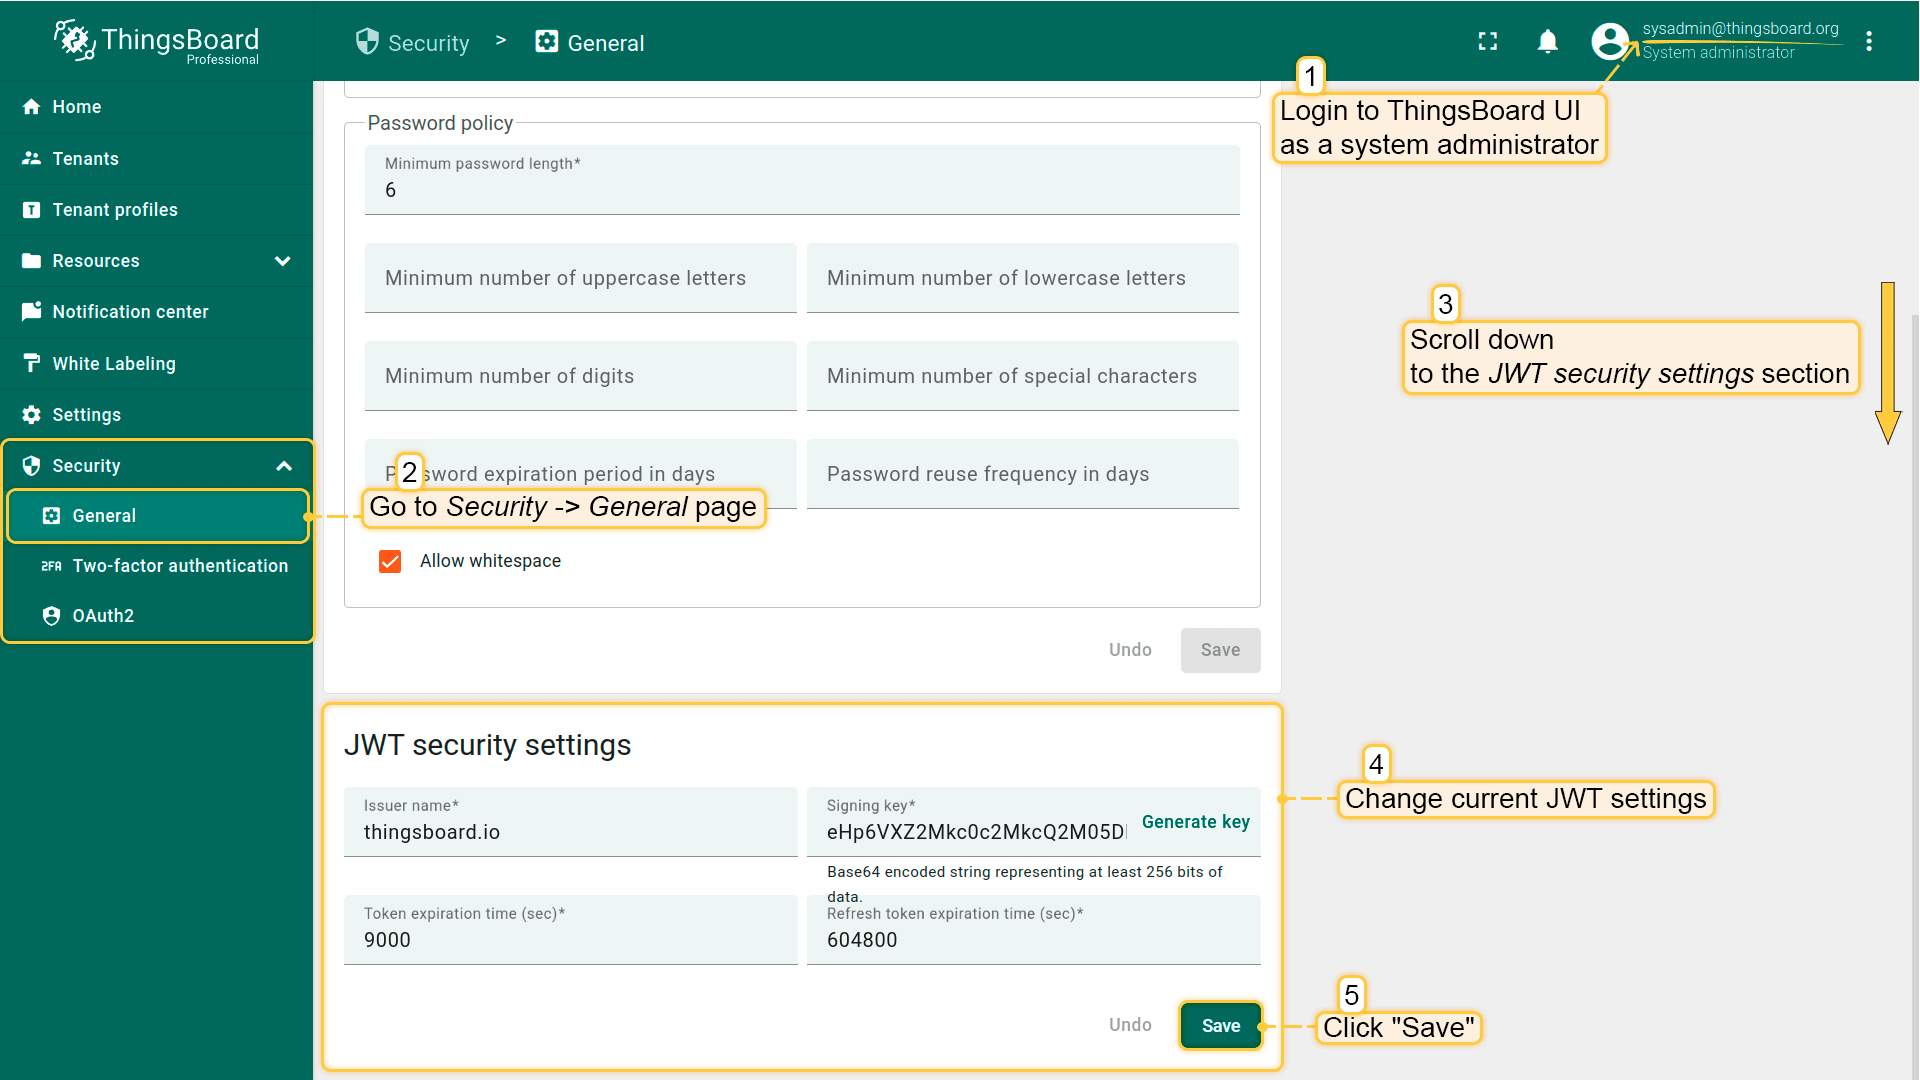 ThingsBoard
Professional
Security > General
sysadmin@thingsboard.org
System administrator
Home
Tenants
Tenant profiles
Resources
Notification center
White Labeling
Settings
Security
General
2FA Two-factor authentication
OAuth2
1
Login to ThingsBoard UI
as a system administrator
Password policy
Minimum password length*
6
Minimum number of uppercase letters
Minimum number of lowercase letters
Minimum number of digits
Minimum number of special characters
expiration period in days
Password reuse frequency in days
2
Go to Security -> General page
Allow whitespace
Undo
Save
3
Scroll down
to the JWT security settings section
JWT security settings
Issuer name*
thingsboard.io
Signing key*
eHp6VXZ2Mkc0c2MkcQ2M05D
Generate key
Base64 encoded string representing at least 256 bits of
data.
Token expiration time (sec)*
9000
Refresh token expiration time (sec)*
604800
Undo
Save
4
Change current JWT settings
5
Click "Save"